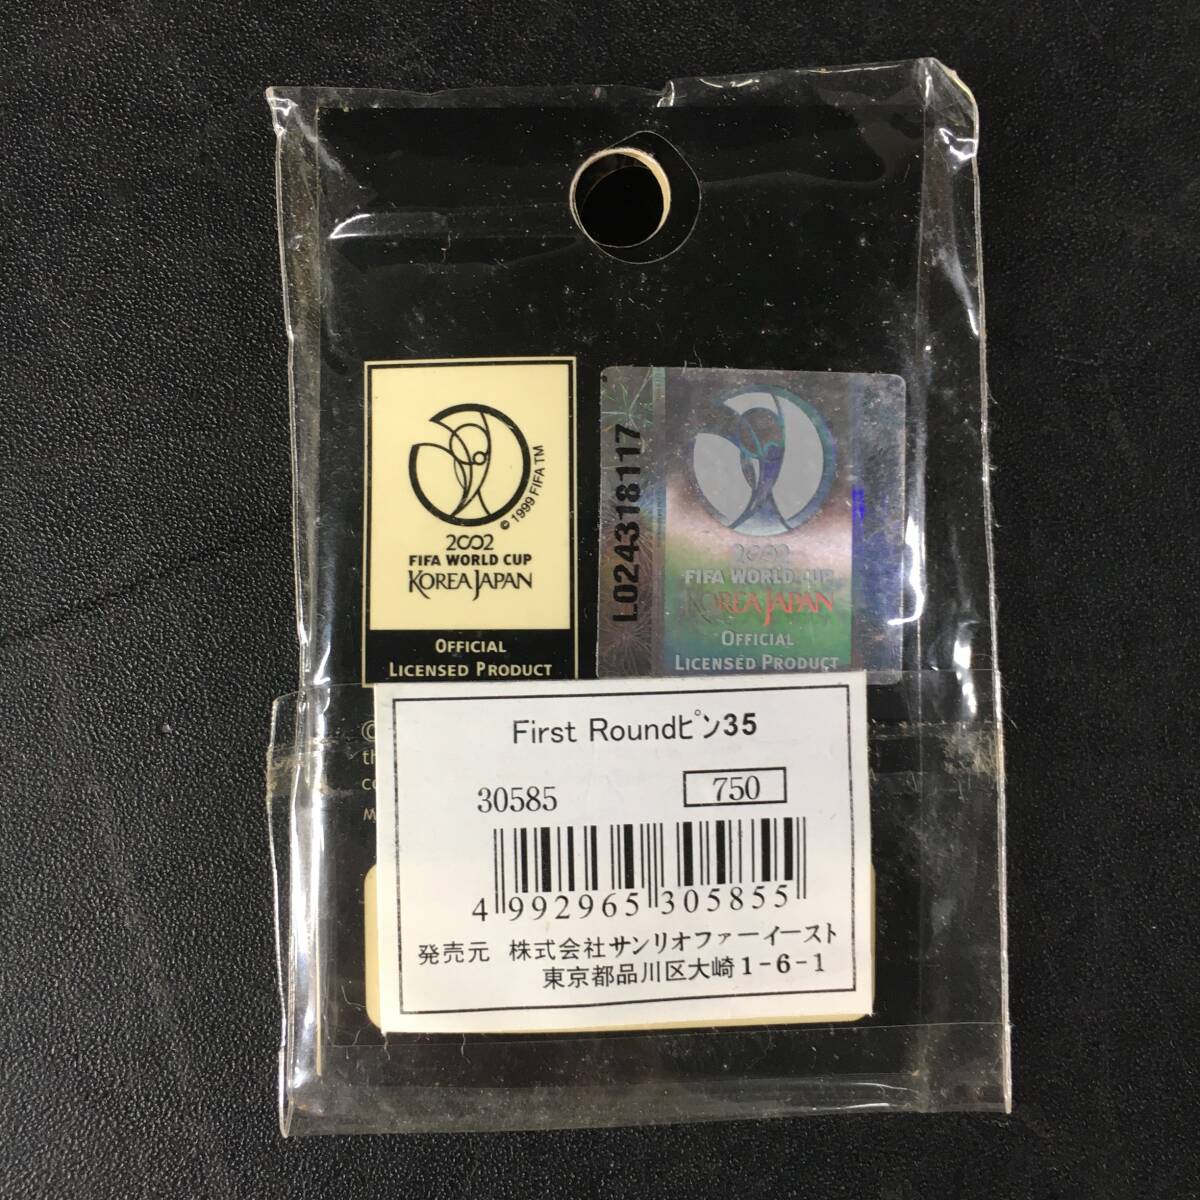 © 1999 FIFA TM
2002
FIFA WORLD CUP
KOREA JAPAN
OFFICIAL
LICENSED PRODUCT
L024318117
2002
FIFA WORLD CUP
KOREA JAPAN
OFFICIAL
LICENSED PRODUCT
©
First Roundピン35
30585 750
4 992965 305855
発売元 株式会社サンリオファーイースト
東京都品川区大崎1-6-1